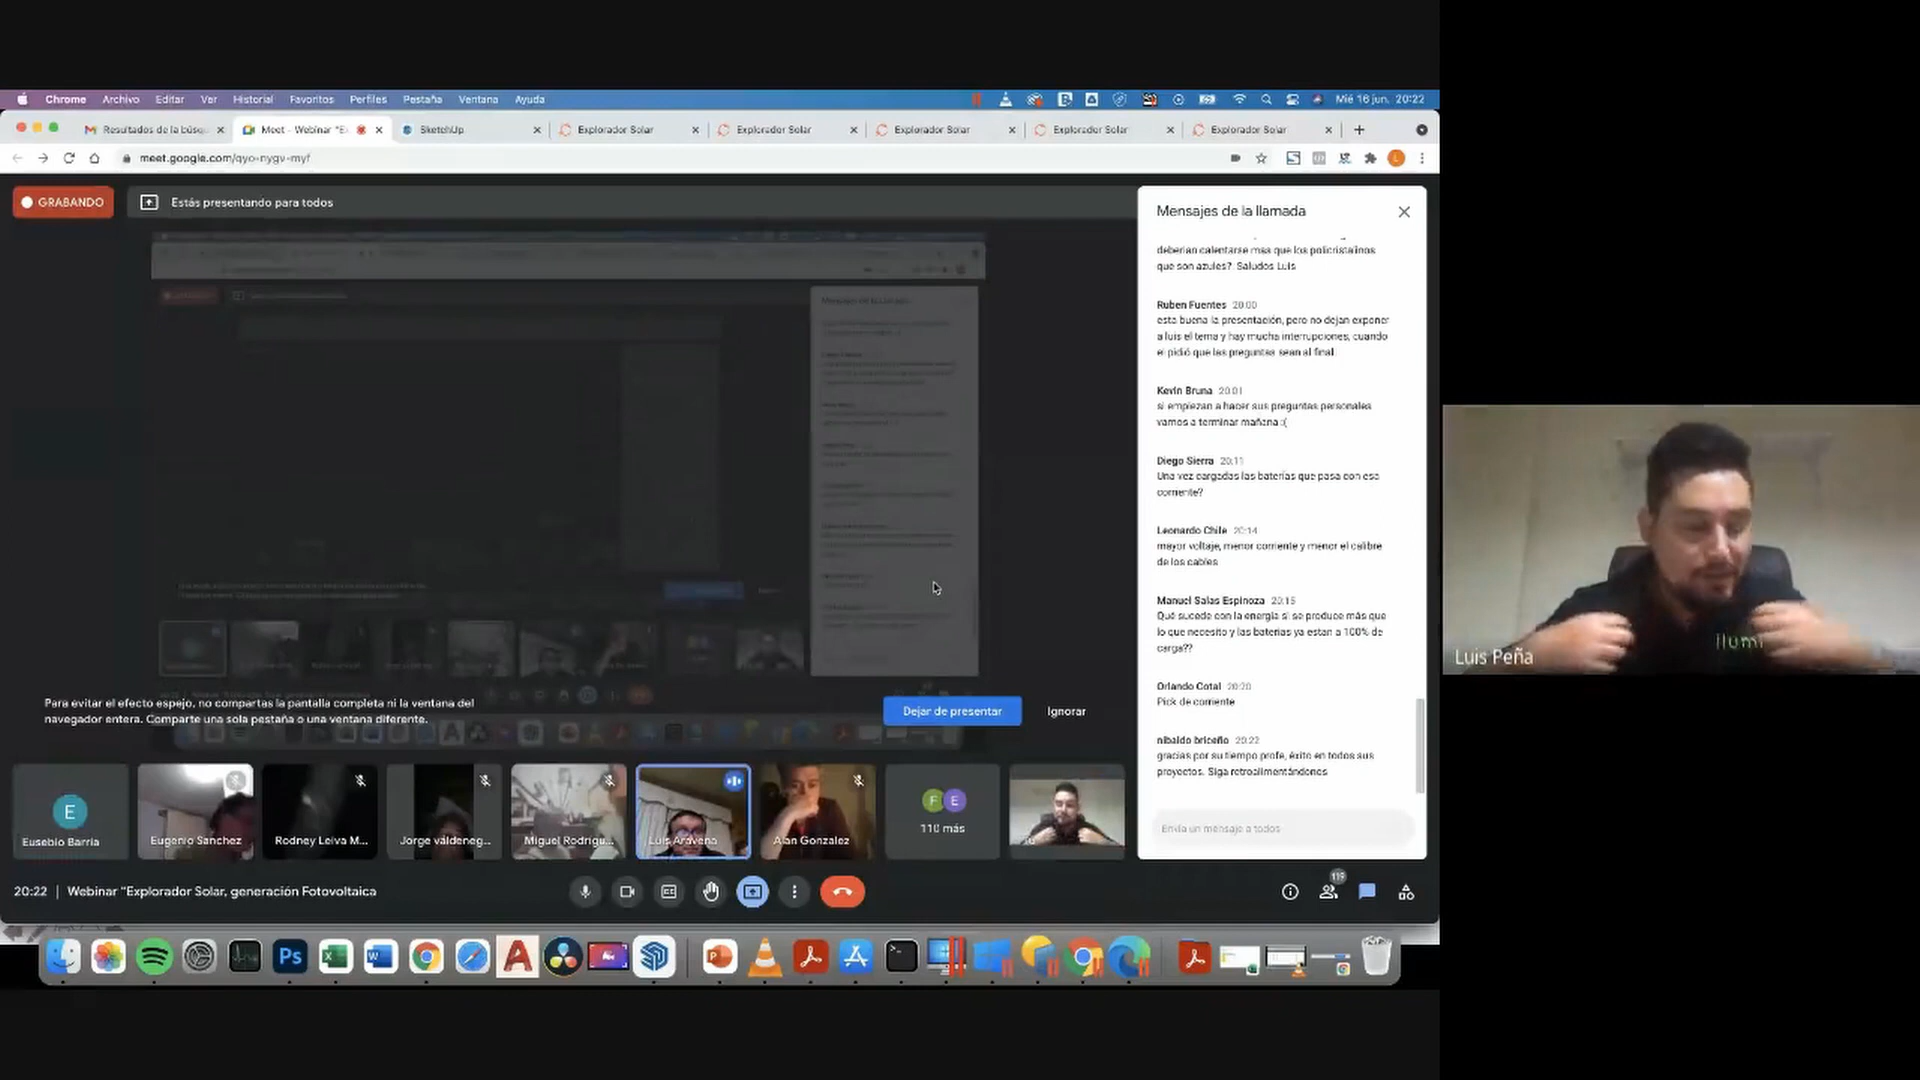 Chrome Archivo Editar Ver Historial Favoritos Perfiles Pestaña Ventana Ayuda
Mié 16 jun. 20:22
Resultados de la búsqu
Meet - Webinar "Ex
SketchUp
Explorador Solar
Explorador Solar
Explorador Solar
Explorador Solar
Explorador Solar
meet.google.com/qyo-nygv-myf
L
GRABANDO
Estás presentando para todos
Mensajes de la llamada
deberian calentarse mas que los policristalinos
que son azules? Saludos Luis
Ruben Fuentes 20:00
esta buena la presentación, pero no dejan exponer
a luis el tema y hay mucha interrupciones, cuando
el pidió que las preguntas sean al final.
Kevin Bruna 20:01
si empiezan a hacer sus preguntas personales
vamos a terminar mañana :(
Diego Sierra 20:11
Una vez cargadas las baterías que pasa con esa
corriente?
Leonardo Chile 20:14
mayor voltaje, menor corriente y menor el calibre
de los cables
Manuel Salas Espinoza 20:15
Qué sucede con la energia si se produce más que
lo que necesito y las baterias ya estan a 100% de
carga??
Orlando Cotal 20:20
Pick de corriente
nibaldo briceño 20:22
gracias por su tiempo profe, éxito en todos sus
proyectos. Siga retroalimentándonos
Envía un mensaje a todos
Para evitar el efecto espejo, no compartas la pantalla completa ni la ventana del
navegador entera. Comparte una sola pestaña o una ventana diferente.
Dejar de presentar
Ignorar
E
Eusebio Barria
Eugenio Sanchez
Rodney Leiva M...
Jorge valdeneg...
Miguel Rodrigu...
Luis Aravena
Alan Gonzalez
F E
110 más
20:22 | Webinar "Explorador Solar, generación Fotovoltaica
119
Ps
ilumi
Luis Peña